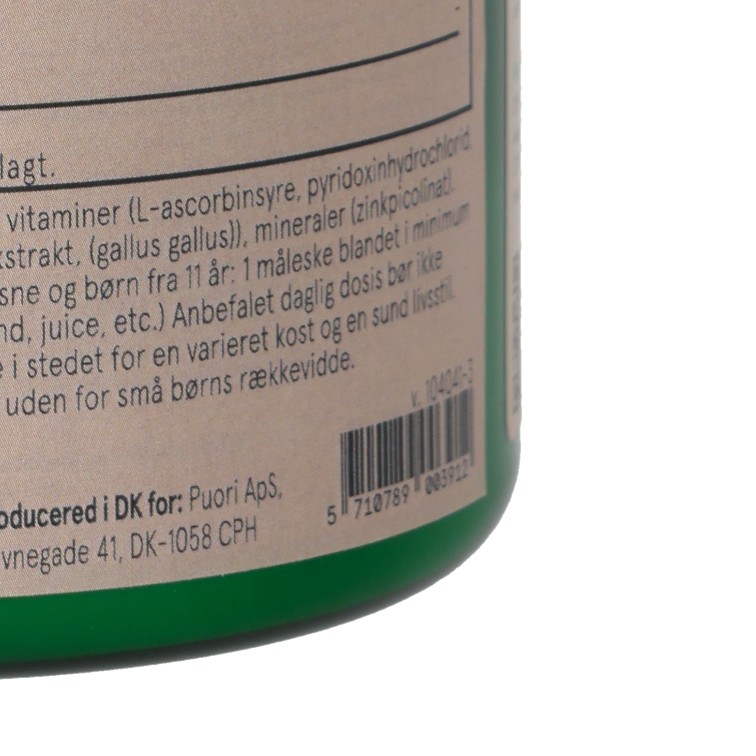 lagt.
vitaminer (L-ascorbinsyre, pyridoxinhydrochlorid,
kstrakt, (gallus gallus)), mineraler (zinkpicolinat).
sne og børn fra 11 år: 1 måleske blandet i minimum
nd, juice, etc.) Anbefalet daglig dosis bør ikke
e i stedet for en varieret kost og en sund livsstil.
uden for små børns rækkevidde.
v. 104041-3
oducered i DK for: Puori ApS,
vnegade 41, DK-1058 CPH
5 710789 003912